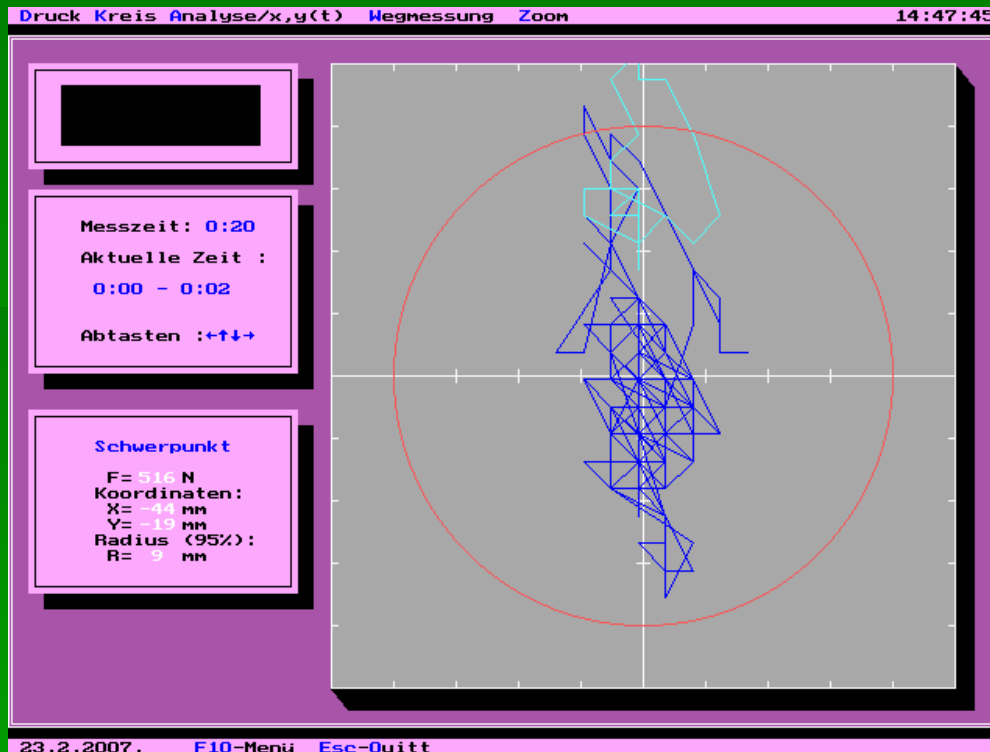 Druck Kreis Analyse/x,y(t) Wegmessung Zoom 14:47:45
Messzeit: 0:20
Aktuelle Zeit :
0:00 - 0:02
Abtasten :←↑↓→
Schwerpunkt
F= 516 N
Koordinaten:
X= -44 mm
Y= -19 mm
Radius (95%):
R= 9 mm
23.2.2007. F10-Menü Esc-Quitt